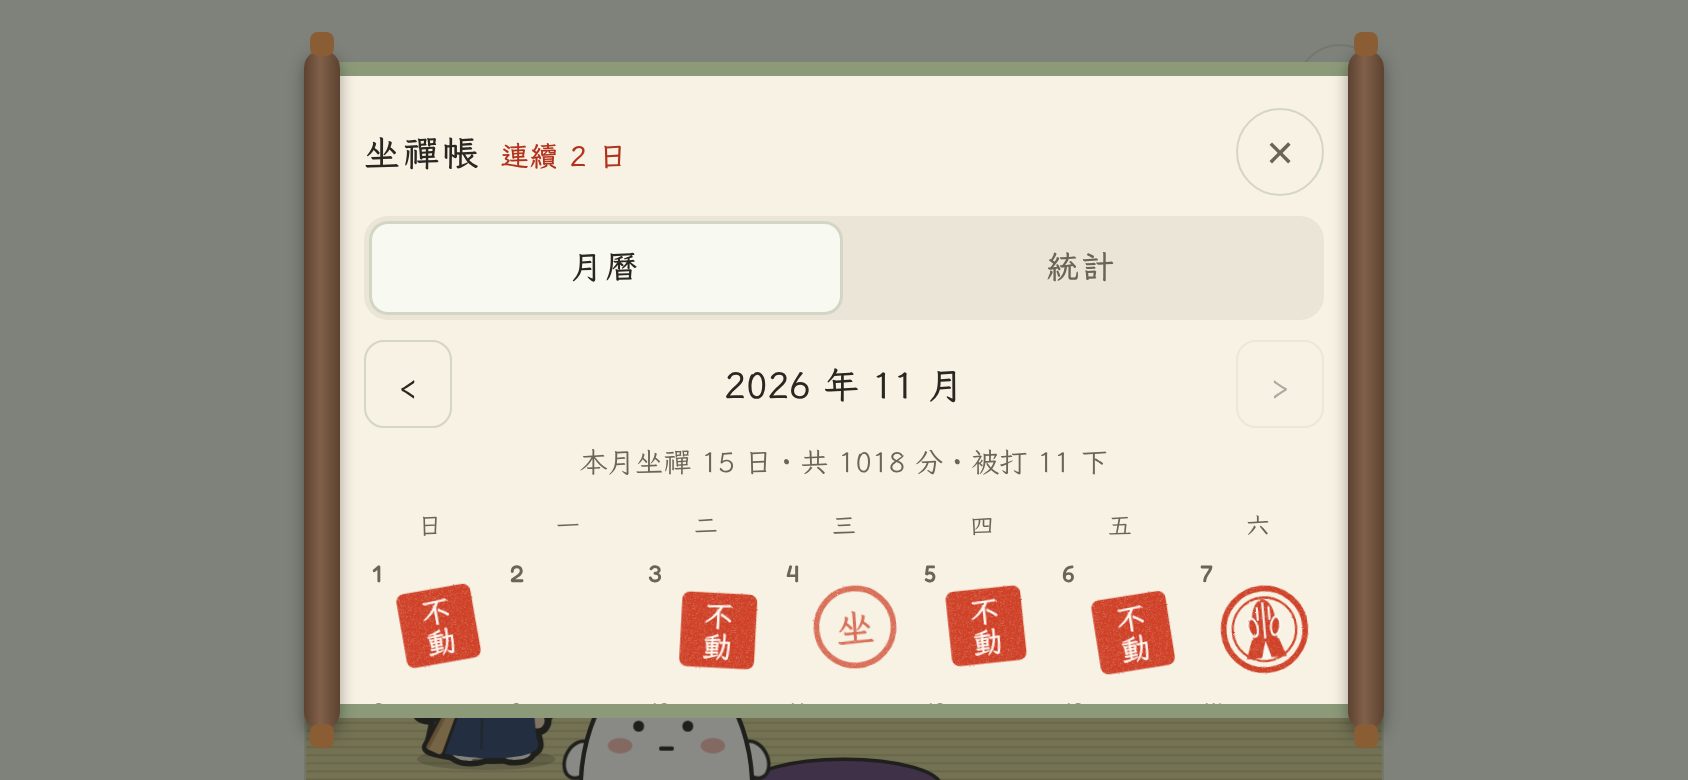 坐禪帳 連續 2 日
月曆 統計
< 2026 年 11 月 >
本月坐禪 15 日・共 1018 分・被打 11 下
日 一 二 三 四 五 六
1 2 3 4 5 6 7
不動 不動 坐 不動 不動